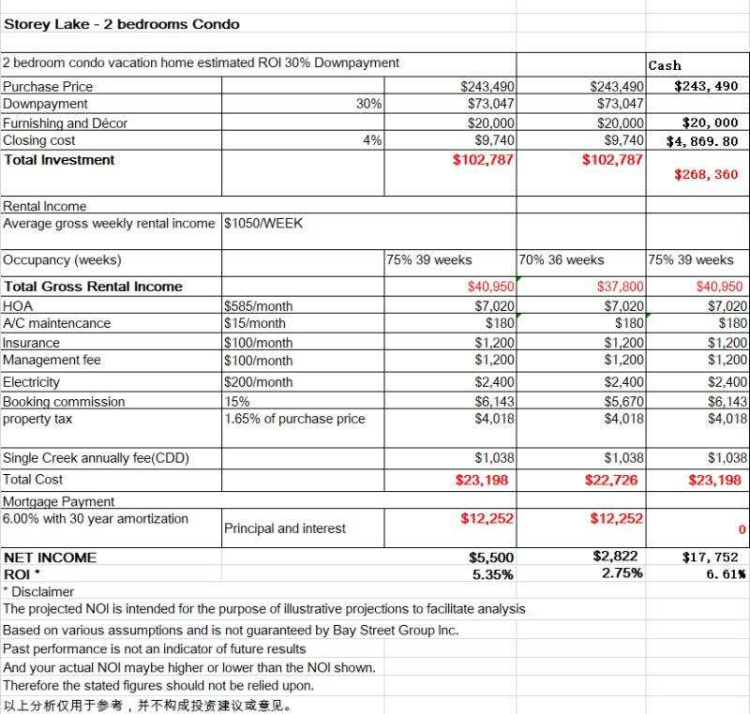 Storey Lake - 2 bedrooms Condo
2 bedroom condo vacation home estimated ROI 30% Downpayment Cash
Purchase Price $243,490 $243,490 $243,490
Downpayment 30% $73,047 $73,047
Furnishing and Décor $20,000 $20,000 $20,000
Closing cost 4% $9,740 $9,740 $4,869.80
Total Investment $102,787 $102,787 $268,360
Rental Income
Average gross weekly rental income $1050/WEEK
Occupancy (weeks) 75% 39 weeks 70% 36 weeks 75% 39 weeks
Total Gross Rental Income $40,950 $37,800 $40,950
HOA $585/month $7,020 $7,020 $7,020
A/C maintencance $15/month $180 $180 $180
Insurance $100/month $1,200 $1,200 $1,200
Management fee $100/month $1,200 $1,200 $1,200
Electricity $200/month $2,400 $2,400 $2,400
Booking commission 15% $6,143 $5,670 $6,143
property tax 1.65% of purchase price $4,018 $4,018 $4,018
Single Creek annually fee(CDD) $1,038 $1,038 $1,038
Total Cost $23,198 $22,726 $23,198
Mortgage Payment
6.00% with 30 year amortization Principal and interest $12,252 $12,252 0
NET INCOME $5,500 $2,822 $17,752
ROI * 5.35% 2.75% 6.61%
* Disclaimer
The projected NOI is intended for the purpose of illustrative projections to facilitate analysis
Based on various assumptions and is not guaranteed by Bay Street Group Inc.
Past performance is not an indicator of future results
And your actual NOI maybe higher or lower than the NOI shown.
Therefore the stated figures should not be relied upon.
以上分析仅用于参考，并不构成投资建议或意见。